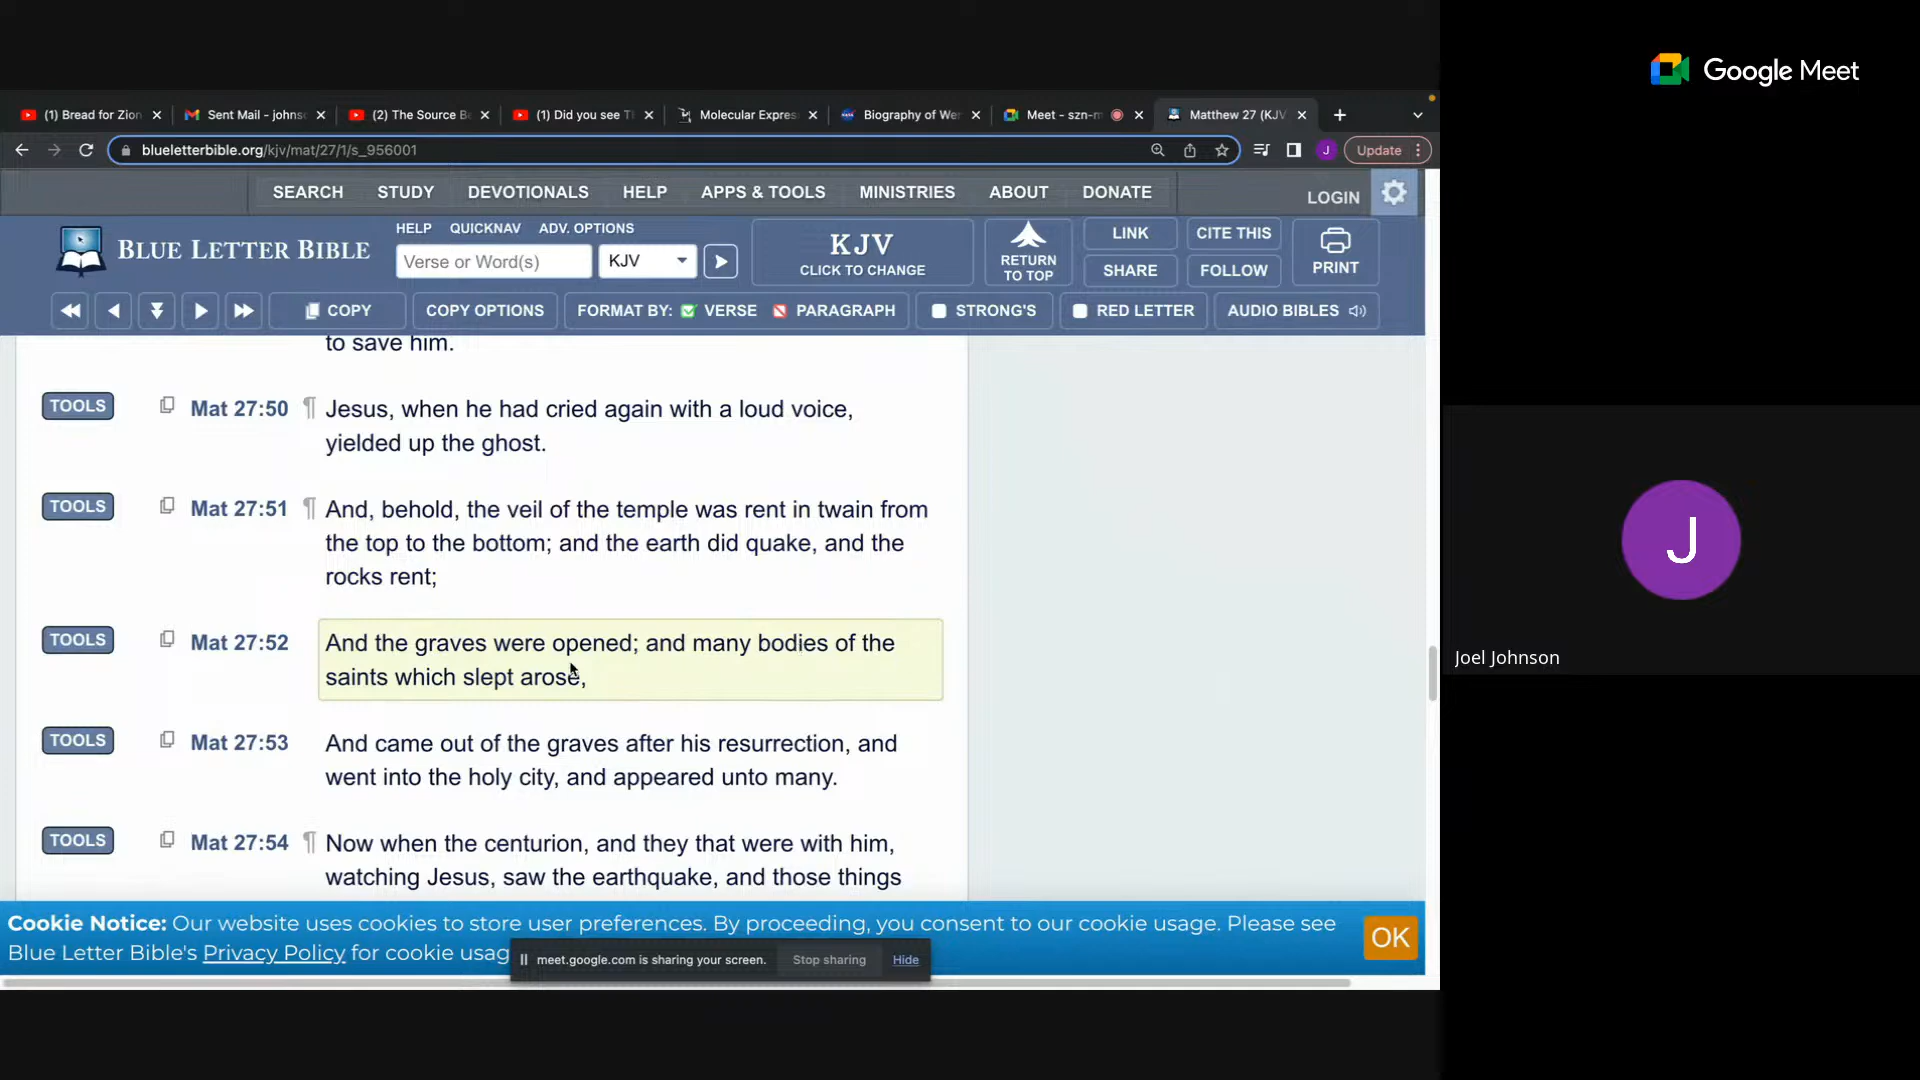 Google Meet
(1) Bread for Zion
Sent Mail - johns
(2) The Source Be
(1) Did you see T
Molecular Expres
Biography of Wer
Meet - szn-m
Matthew 27 (KJV
blueletterbible.org/kjv/mat/27/1/s_956001
J
Update
SEARCH STUDY DEVOTIONALS HELP APPS & TOOLS MINISTRIES ABOUT DONATE
LOGIN
BLUE LETTER BIBLE
HELP QUICKNAV ADV. OPTIONS
Verse or Word(s)
KJV
KJV
CLICK TO CHANGE
RETURN
TO TOP
LINK
CITE THIS
SHARE
FOLLOW
PRINT
COPY
COPY OPTIONS
FORMAT BY: VERSE PARAGRAPH
STRONG'S
RED LETTER
AUDIO BIBLES
to save him.
TOOLS Mat 27:50 ¶ Jesus, when he had cried again with a loud voice,
yielded up the ghost.
TOOLS Mat 27:51 ¶ And, behold, the veil of the temple was rent in twain from
the top to the bottom; and the earth did quake, and the
rocks rent;
TOOLS Mat 27:52 And the graves were opened; and many bodies of the
saints which slept arose,
TOOLS Mat 27:53 And came out of the graves after his resurrection, and
went into the holy city, and appeared unto many.
TOOLS Mat 27:54 ¶ Now when the centurion, and they that were with him,
watching Jesus, saw the earthquake, and those things
Cookie Notice: Our website uses cookies to store user preferences. By proceeding, you consent to our cookie usage. Please see
Blue Letter Bible's Privacy Policy for cookie usag
OK
meet.google.com is sharing your screen.
Stop sharing
Hide
J
Joel Johnson